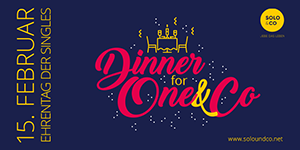 15. FEBRUAR
EHRENTAG DER SINGLES
Dinner
for
One&Co
SOLO
&CO
www.soloundco.net